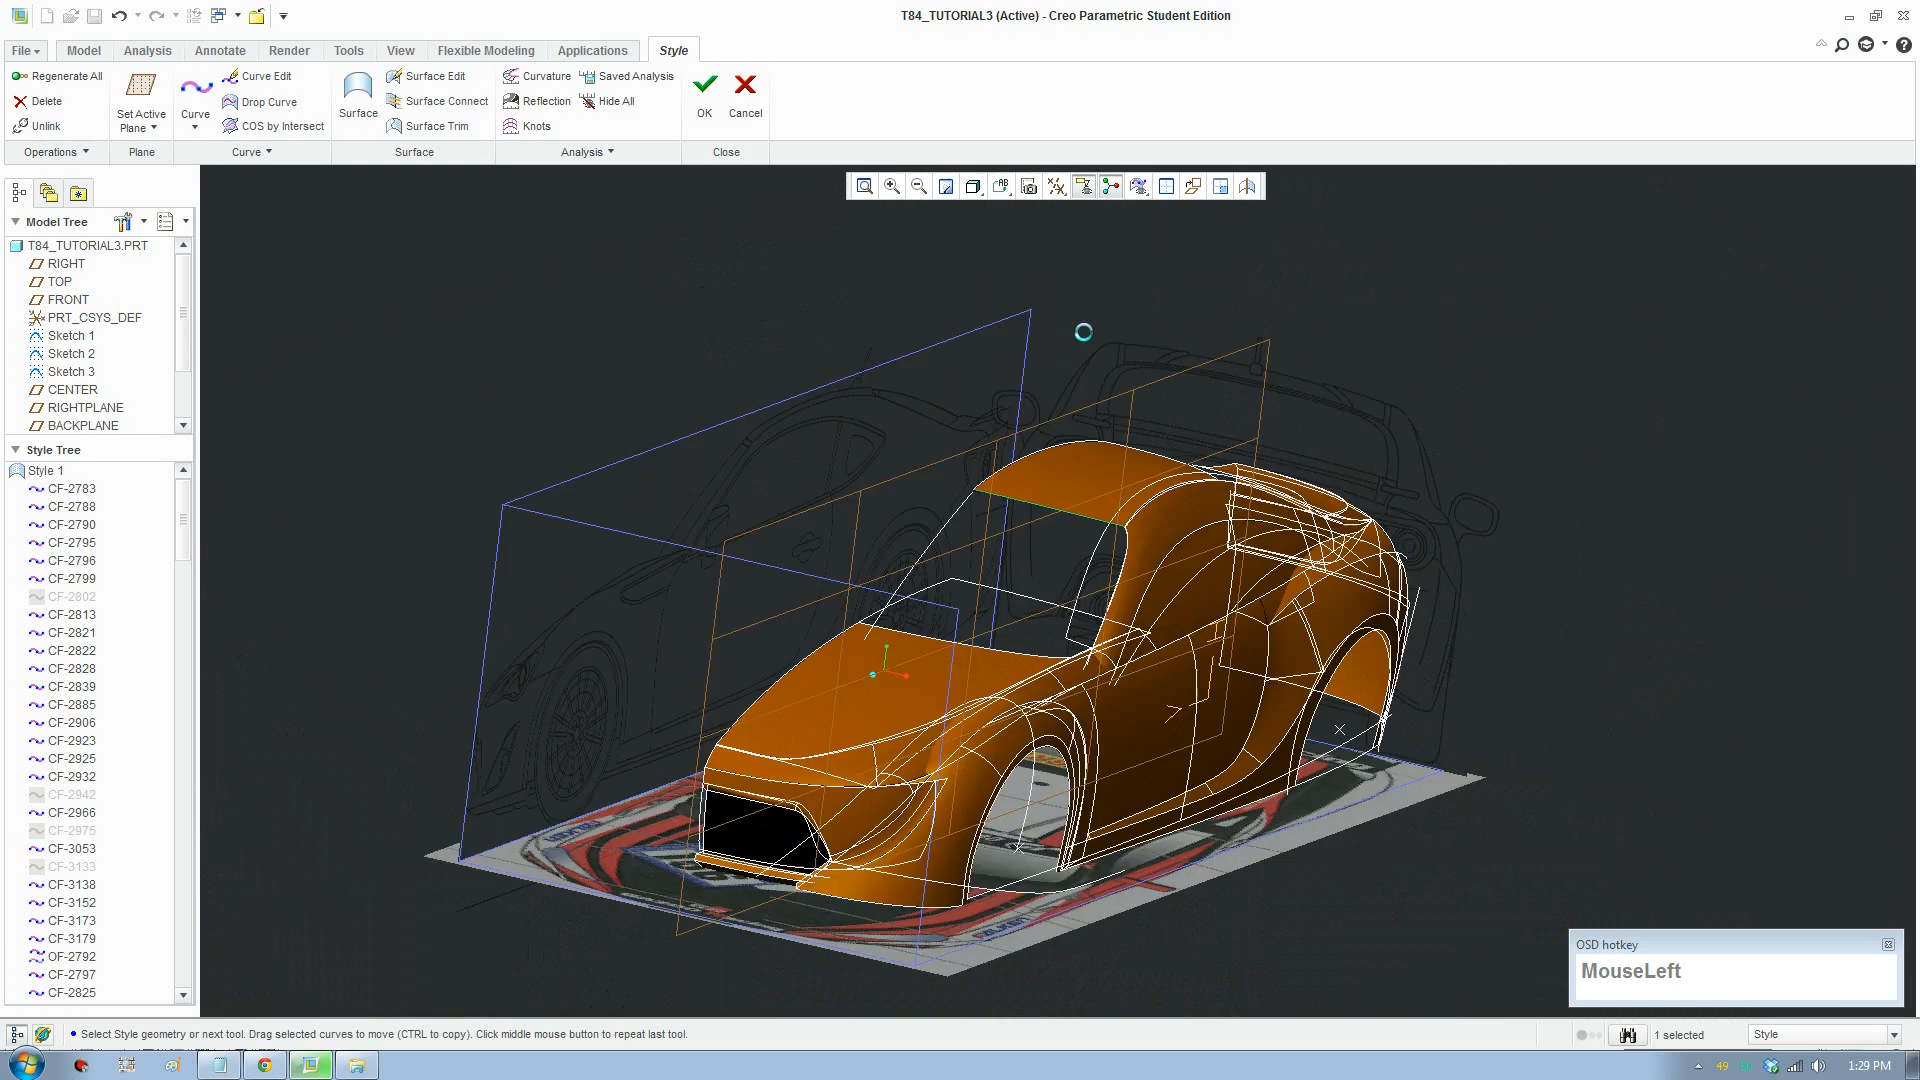 T84_TUTORIAL3 (Active) - Creo Parametric Student Edition
File Model Analysis Annotate Render Tools View Flexible Modeling Applications Style
Regenerate All
Delete
Unlink
Set Active Plane
Curve
Curve Edit
Drop Curve
COS by Intersect
Surface
Surface Edit
Surface Connect
Surface Trim
Curvature
Reflection
Knots
Saved Analysis
Hide All
OK
Cancel
Operations Plane Curve Surface Analysis Close
Model Tree
T84_TUTORIAL3.PRT
RIGHT
TOP
FRONT
PRT_CSYS_DEF
Sketch 1
Sketch 2
Sketch 3
CENTER
RIGHTPLANE
BACKPLANE
Style Tree
Style 1
CF-2783
CF-2788
CF-2790
CF-2795
CF-2796
CF-2799
CF-2802
CF-2813
CF-2821
CF-2822
CF-2828
CF-2839
CF-2885
CF-2906
CF-2923
CF-2925
CF-2932
CF-2942
CF-2966
CF-2975
CF-3053
CF-3133
CF-3138
CF-3152
CF-3173
CF-3179
OF-2792
CF-2797
CF-2825
OSD hotkey
MouseLeft
Select Style geometry or next tool. Drag selected curves to move (CTRL to copy). Click middle mouse button to repeat last tool.
1 selected
Style
49
1:29 PM